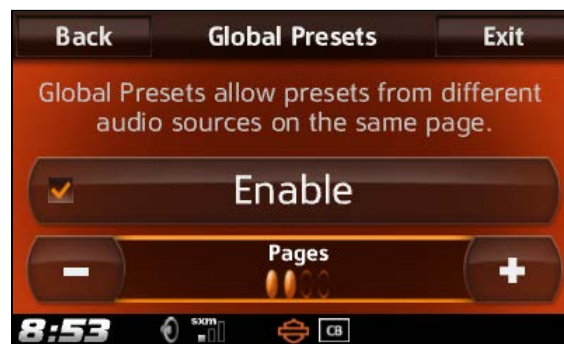 Back Global Presets Exit
Global Presets allow presets from different
audio sources on the same page.
Enable
- Pages +
8:53 sxm CB